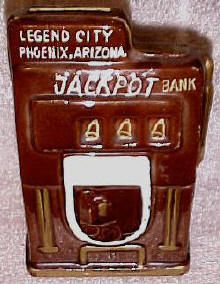 LEGEND CITY
PHOENIX, ARIZONA
JACKPOT BANK